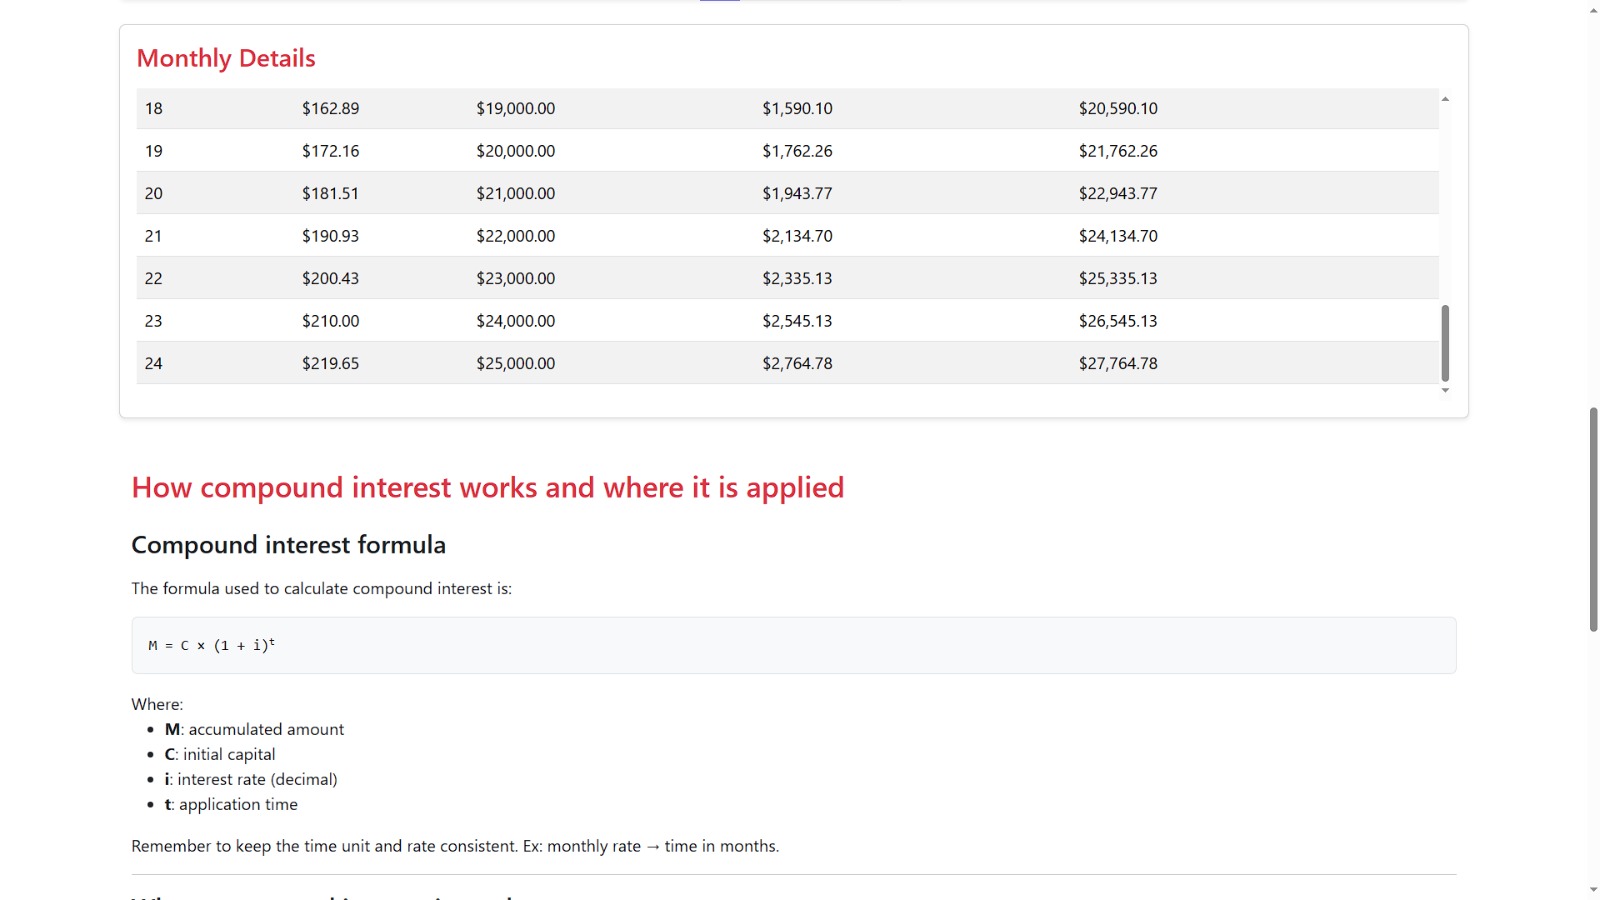 Monthly Details
18 $162.89 $19,000.00 $1,590.10 $20,590.10
19 $172.16 $20,000.00 $1,762.26 $21,762.26
20 $181.51 $21,000.00 $1,943.77 $22,943.77
21 $190.93 $22,000.00 $2,134.70 $24,134.70
22 $200.43 $23,000.00 $2,335.13 $25,335.13
23 $210.00 $24,000.00 $2,545.13 $26,545.13
24 $219.65 $25,000.00 $2,764.78 $27,764.78
How compound interest works and where it is applied
Compound interest formula
The formula used to calculate compound interest is:
M = C × (1 + i)ᵗ
Where:
• M: accumulated amount
• C: initial capital
• i: interest rate (decimal)
• t: application time
Remember to keep the time unit and rate consistent. Ex: monthly rate → time in months.